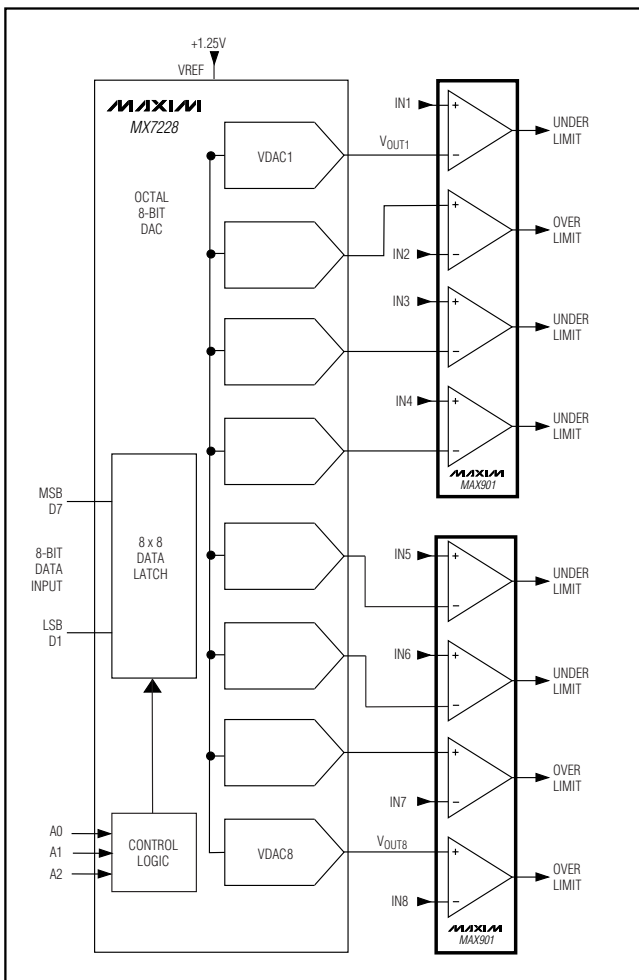 +1.25V
VREF
MAXIM
MX7228
OCTAL
8-BIT
DAC
MSB
D7
8-BIT
DATA
INPUT
LSB
D1
8 x 8
DATA
LATCH
A0
A1
A2
CONTROL
LOGIC
VDAC1
VDAC8
VOUT1
VOUT8
IN1
+
−
UNDER
LIMIT
+
IN2
−
OVER
LIMIT
IN3
+
−
UNDER
LIMIT
IN4
+
−
UNDER
LIMIT
MAXIM
MAX901
IN5
+
−
UNDER
LIMIT
IN6
+
−
UNDER
LIMIT
+
IN7
−
OVER
LIMIT
+
IN8
−
OVER
LIMIT
MAXIM
MAX901